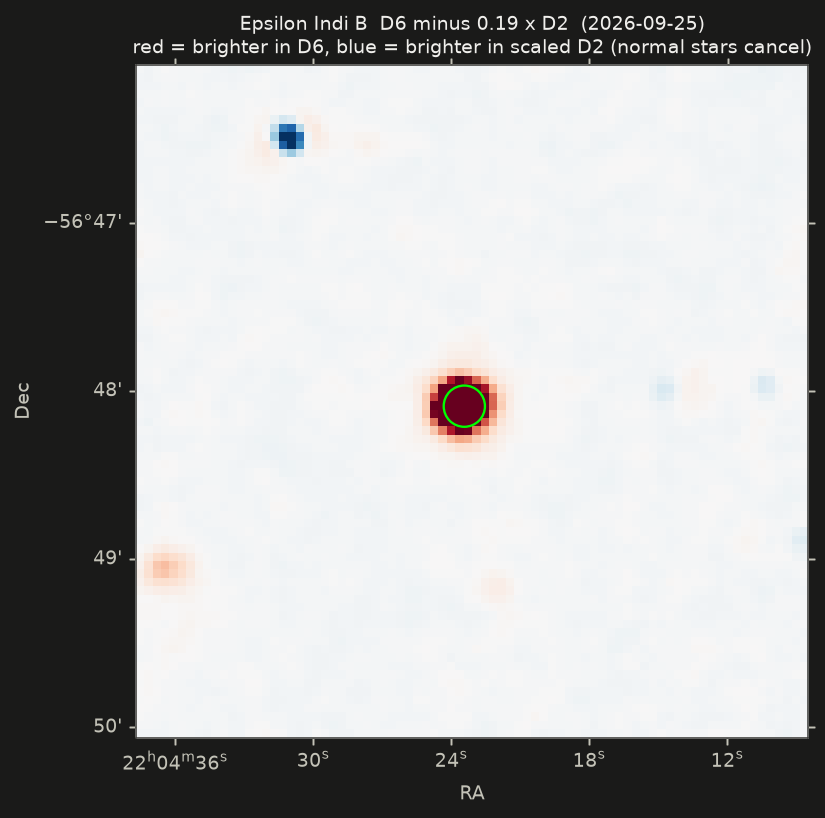 Epsilon Indi B  D6 minus 0.19 x D2  (2026-09-25)
red = brighter in D6, blue = brighter in scaled D2 (normal stars cancel)
−56°47'
48'
49'
50'
Dec
22h04m36s 30s 24s 18s 12s
RA